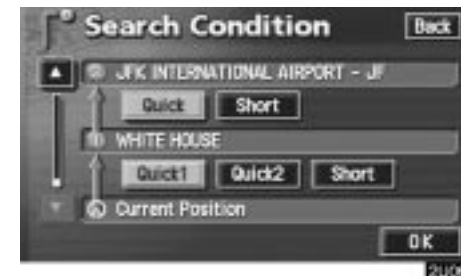 Search Condition Back
JFK INTERNATIONAL AIRPORT - JF
Quick Short
WHITE HOUSE
Quick1 Quick2 Short
Current Position
OK